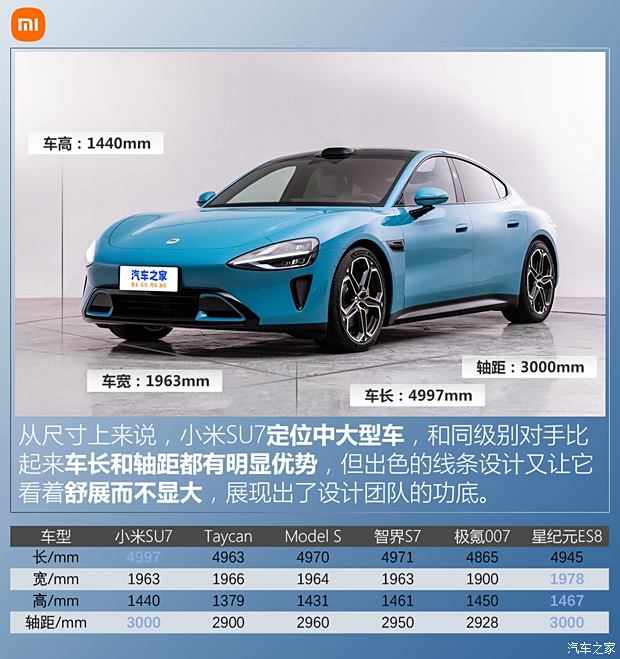 mi
车高：1440mm
汽车之家
车宽：1963mm
轴距：3000mm
车长：4997mm
从尺寸上来说，小米SU7定位中大型车，和同级别对手比
起来车长和轴距都有明显优势，但出色的线条设计又让它
看着舒展而不显大，展现出了设计团队的功底。
车型 小米SU7 Taycan Model S 智界S7 极氪007 星纪元ES8
长/mm 4997 4963 4970 4971 4865 4945
宽/mm 1963 1966 1964 1963 1900 1978
高/mm 1440 1379 1431 1461 1450 1467
轴距/mm 3000 2900 2960 2950 2928 3000
汽车之家